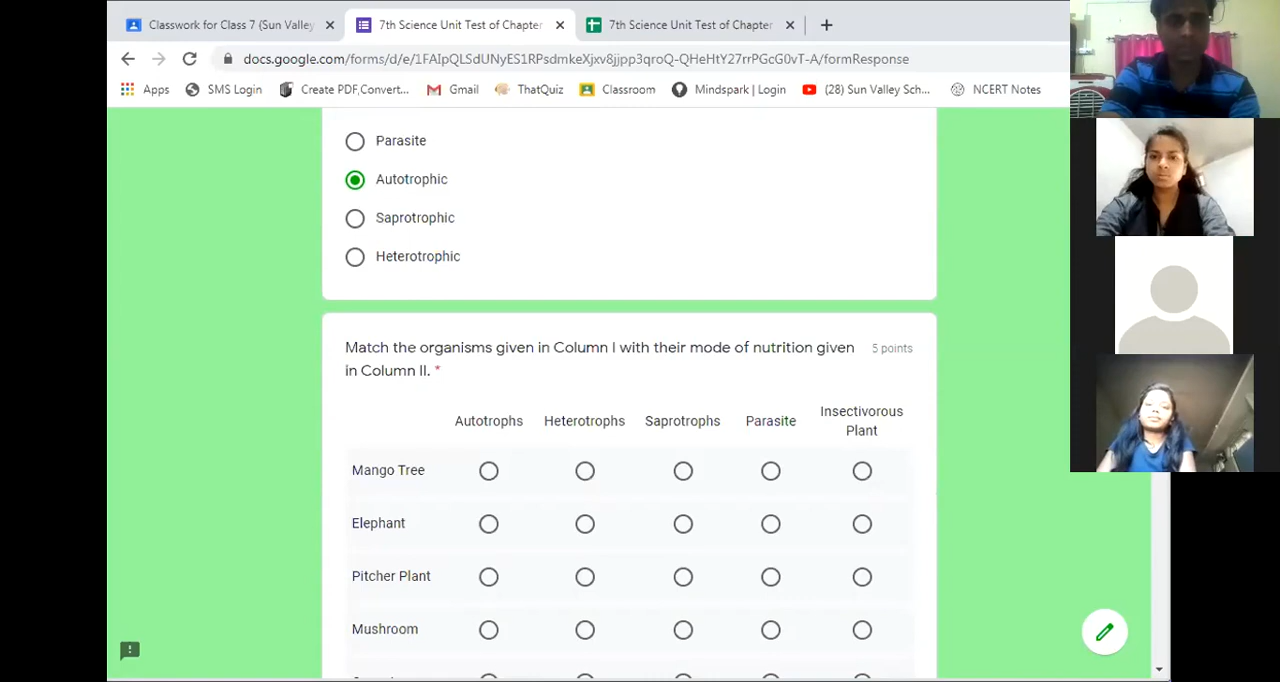 Classwork for Class 7 (Sun Valley
7th Science Unit Test of Chapter
7th Science Unit Test of Chapter
docs.google.com/forms/d/e/1FAIpQLSdUNyES1RPsdmkeXjxv8jjpp3qroQ-QHeHtY27rrPGcG0vT-A/formResponse
Apps SMS Login Create PDF,Convert... Gmail ThatQuiz Classroom Mindspark | Login (28) Sun Valley Sch... NCERT Notes
Parasite
Autotrophic
Saprotrophic
Heterotrophic
Match the organisms given in Column I with their mode of nutrition given 5 points
in Column II. *
Autotrophs Heterotrophs Saprotrophs Parasite Insectivorous
Plant
Mango Tree
Elephant
Pitcher Plant
Mushroom